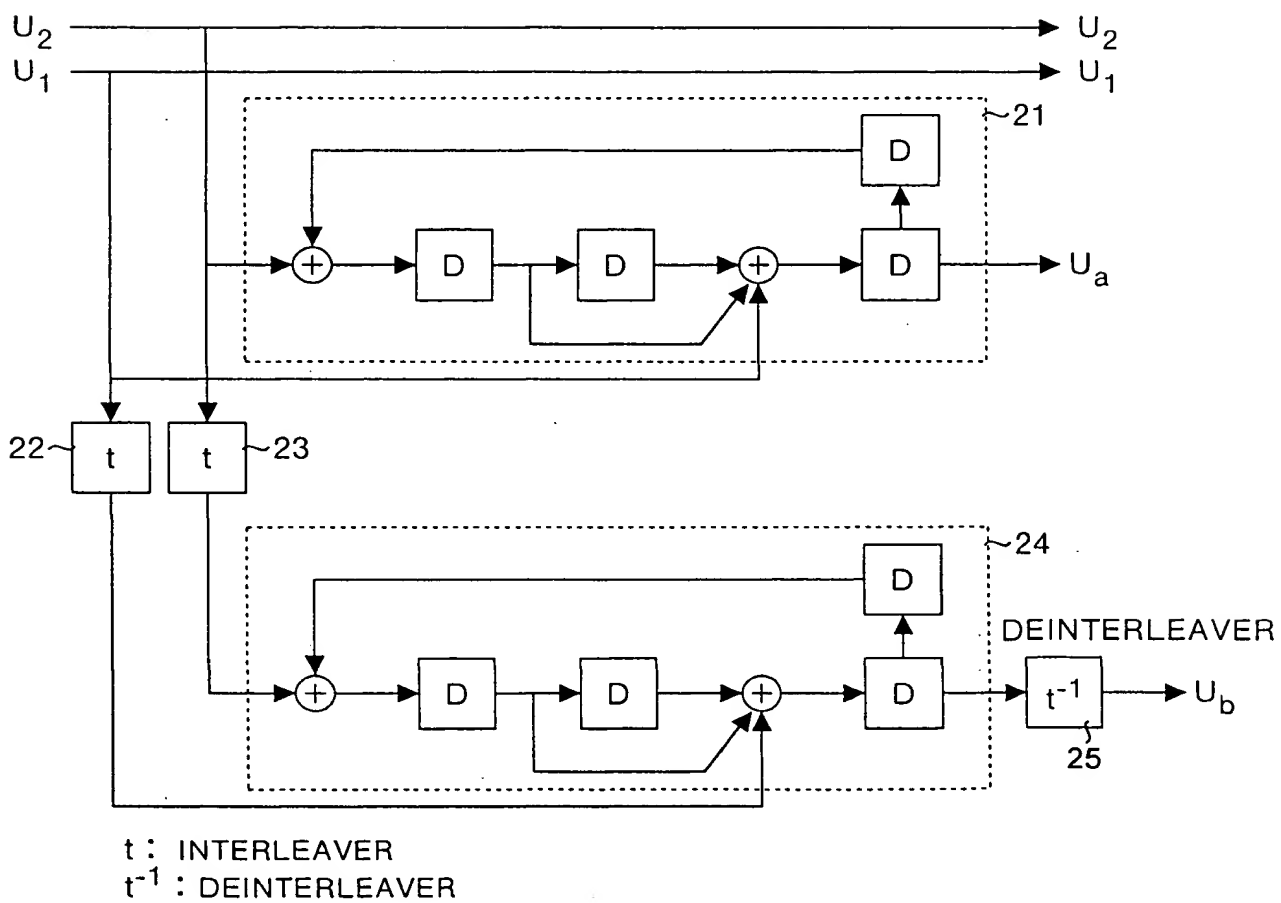 U2 U2
U1 U1
21
D
D D D Ua
22 t t 23
24
D
DEINTERLEAVER
D D D t-1 Ub
25
t : INTERLEAVER
t-1 : DEINTERLEAVER